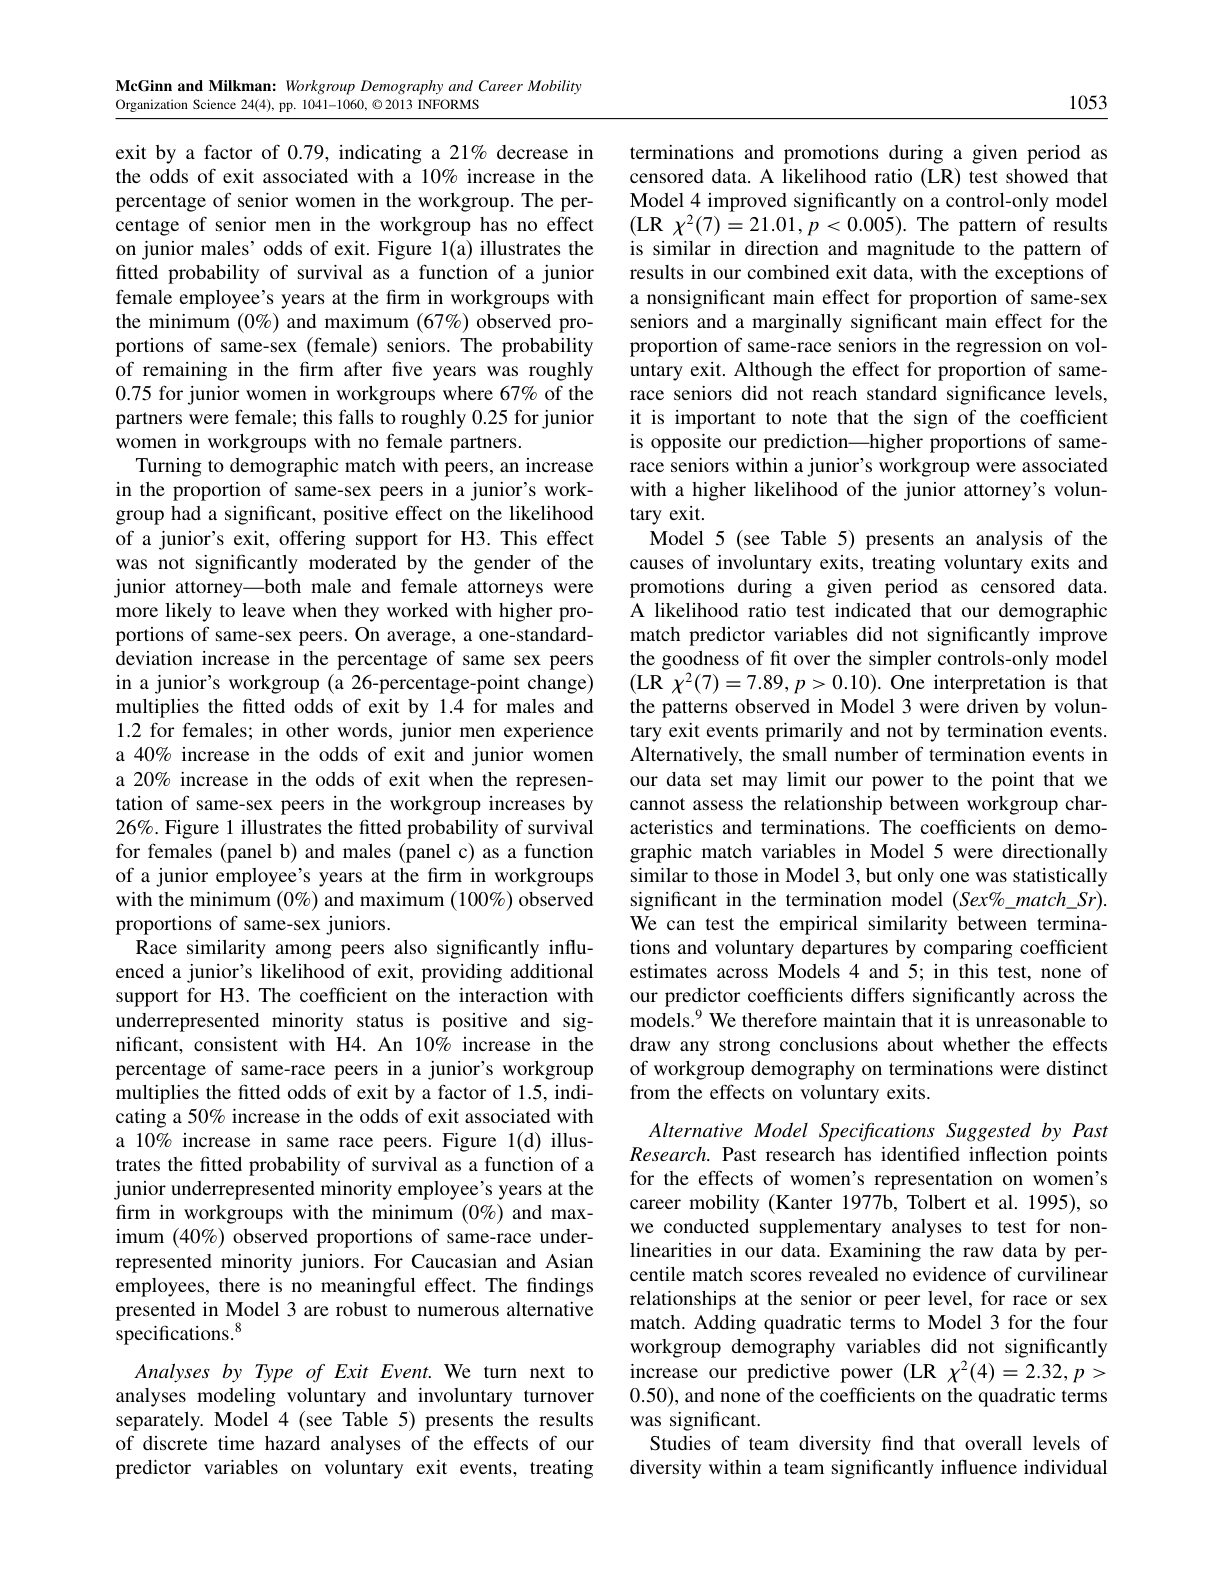 McGinn and Milkman: Workgroup Demography and Career Mobility
Organization Science 24(4), pp. 1041–1060, © 2013 INFORMS
1053
exit by a factor of 0.79, indicating a 21% decrease in
the odds of exit associated with a 10% increase in the
percentage of senior women in the workgroup. The per-
centage of senior men in the workgroup has no effect
on junior males' odds of exit. Figure 1(a) illustrates the
fitted probability of survival as a function of a junior
female employee's years at the firm in workgroups with
the minimum (0%) and maximum (67%) observed pro-
portions of same-sex (female) seniors. The probability
of remaining in the firm after five years was roughly
0.75 for junior women in workgroups where 67% of the
partners were female; this falls to roughly 0.25 for junior
women in workgroups with no female partners.
Turning to demographic match with peers, an increase
in the proportion of same-sex peers in a junior's work-
group had a significant, positive effect on the likelihood
of a junior's exit, offering support for H3. This effect
was not significantly moderated by the gender of the
junior attorney—both male and female attorneys were
more likely to leave when they worked with higher pro-
portions of same-sex peers. On average, a one-standard-
deviation increase in the percentage of same sex peers
in a junior's workgroup (a 26-percentage-point change)
multiplies the fitted odds of exit by 1.4 for males and
1.2 for females; in other words, junior men experience
a 40% increase in the odds of exit and junior women
a 20% increase in the odds of exit when the represen-
tation of same-sex peers in the workgroup increases by
26%. Figure 1 illustrates the fitted probability of survival
for females (panel b) and males (panel c) as a function
of a junior employee's years at the firm in workgroups
with the minimum (0%) and maximum (100%) observed
proportions of same-sex juniors.
Race similarity among peers also significantly influ-
enced a junior's likelihood of exit, providing additional
support for H3. The coefficient on the interaction with
underrepresented minority status is positive and sig-
nificant, consistent with H4. An 10% increase in the
percentage of same-race peers in a junior's workgroup
multiplies the fitted odds of exit by a factor of 1.5, indi-
cating a 50% increase in the odds of exit associated with
a 10% increase in same race peers. Figure 1(d) illus-
trates the fitted probability of survival as a function of a
junior underrepresented minority employee's years at the
firm in workgroups with the minimum (0%) and max-
imum (40%) observed proportions of same-race under-
represented minority juniors. For Caucasian and Asian
employees, there is no meaningful effect. The findings
presented in Model 3 are robust to numerous alternative
specifications.⁸
Analyses by Type of Exit Event. We turn next to
analyses modeling voluntary and involuntary turnover
separately. Model 4 (see Table 5) presents the results
of discrete time hazard analyses of the effects of our
predictor variables on voluntary exit events, treating
terminations and promotions during a given period as
censored data. A likelihood ratio (LR) test showed that
Model 4 improved significantly on a control-only model
(LR χ²(7) = 21.01, p < 0.005). The pattern of results
is similar in direction and magnitude to the pattern of
results in our combined exit data, with the exceptions of
a nonsignificant main effect for proportion of same-sex
seniors and a marginally significant main effect for the
proportion of same-race seniors in the regression on vol-
untary exit. Although the effect for proportion of same-
race seniors did not reach standard significance levels,
it is important to note that the sign of the coefficient
is opposite our prediction—higher proportions of same-
race seniors within a junior's workgroup were associated
with a higher likelihood of the junior attorney's volun-
tary exit.
Model 5 (see Table 5) presents an analysis of the
causes of involuntary exits, treating voluntary exits and
promotions during a given period as censored data.
A likelihood ratio test indicated that our demographic
match predictor variables did not significantly improve
the goodness of fit over the simpler controls-only model
(LR χ²(7) = 7.89, p > 0.10). One interpretation is that
the patterns observed in Model 3 were driven by volun-
tary exit events primarily and not by termination events.
Alternatively, the small number of termination events in
our data set may limit our power to the point that we
cannot assess the relationship between workgroup char-
acteristics and terminations. The coefficients on demo-
graphic match variables in Model 5 were directionally
similar to those in Model 3, but only one was statistically
significant in the termination model (Sex%_match_Sr).
We can test the empirical similarity between termina-
tions and voluntary departures by comparing coefficient
estimates across Models 4 and 5; in this test, none of
our predictor coefficients differs significantly across the
models.⁹ We therefore maintain that it is unreasonable to
draw any strong conclusions about whether the effects
of workgroup demography on terminations were distinct
from the effects on voluntary exits.
Alternative Model Specifications Suggested by Past
Research. Past research has identified inflection points
for the effects of women's representation on women's
career mobility (Kanter 1977b, Tolbert et al. 1995), so
we conducted supplementary analyses to test for non-
linearities in our data. Examining the raw data by per-
centile match scores revealed no evidence of curvilinear
relationships at the senior or peer level, for race or sex
match. Adding quadratic terms to Model 3 for the four
workgroup demography variables did not significantly
increase our predictive power (LR χ²(4) = 2.32, p >
0.50), and none of the coefficients on the quadratic terms
was significant.
Studies of team diversity find that overall levels of
diversity within a team significantly influence individual